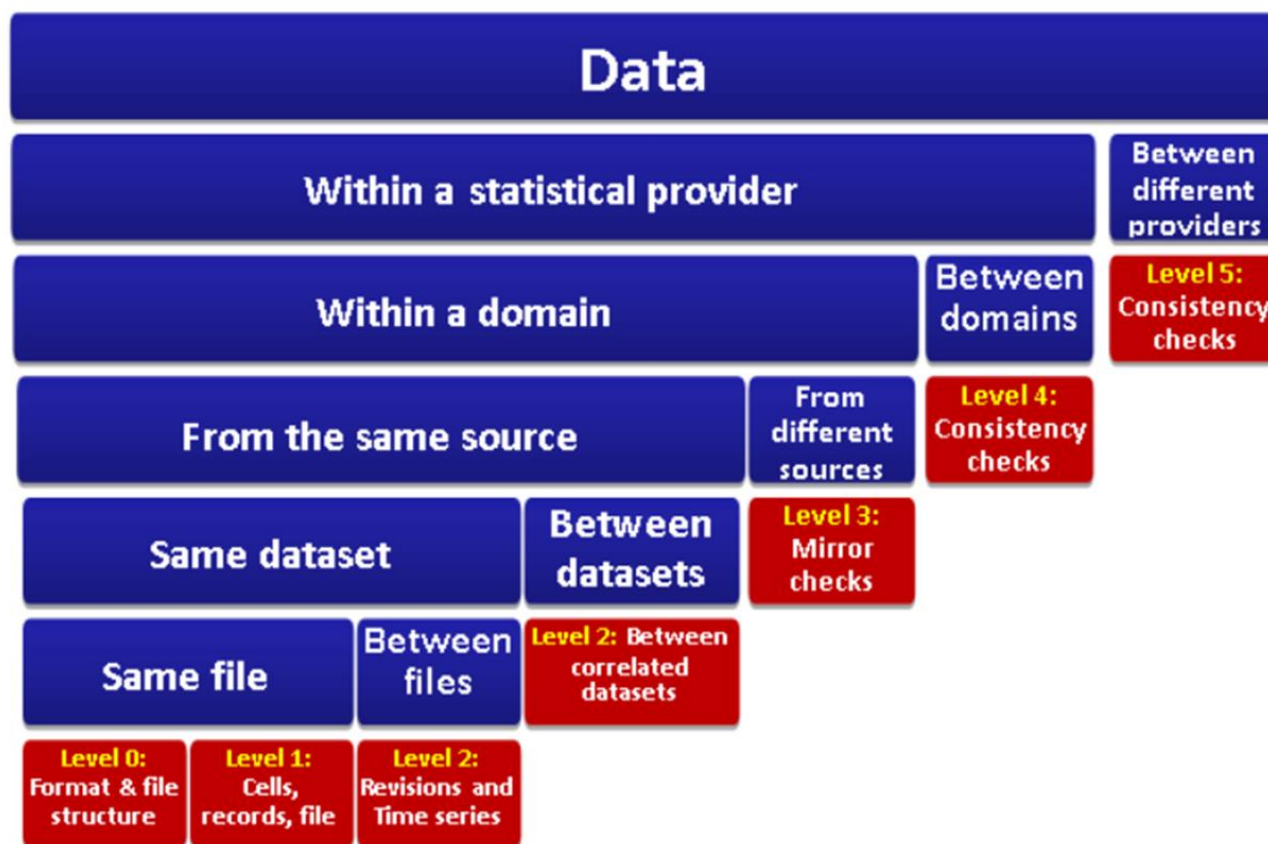 Data
Within a statistical provider
Between
different
providers
Within a domain
Between
domains
Level 5:
Consistency
checks
From the same source
From
different
sources
Level 4:
Consistency
checks
Same dataset
Between
datasets
Level 3:
Mirror
checks
Same file
Between
files
Level 2: Between
correlated
datasets
Level 0:
Format & file
structure
Level 1:
Cells,
records, file
Level 2:
Revisions and
Time series